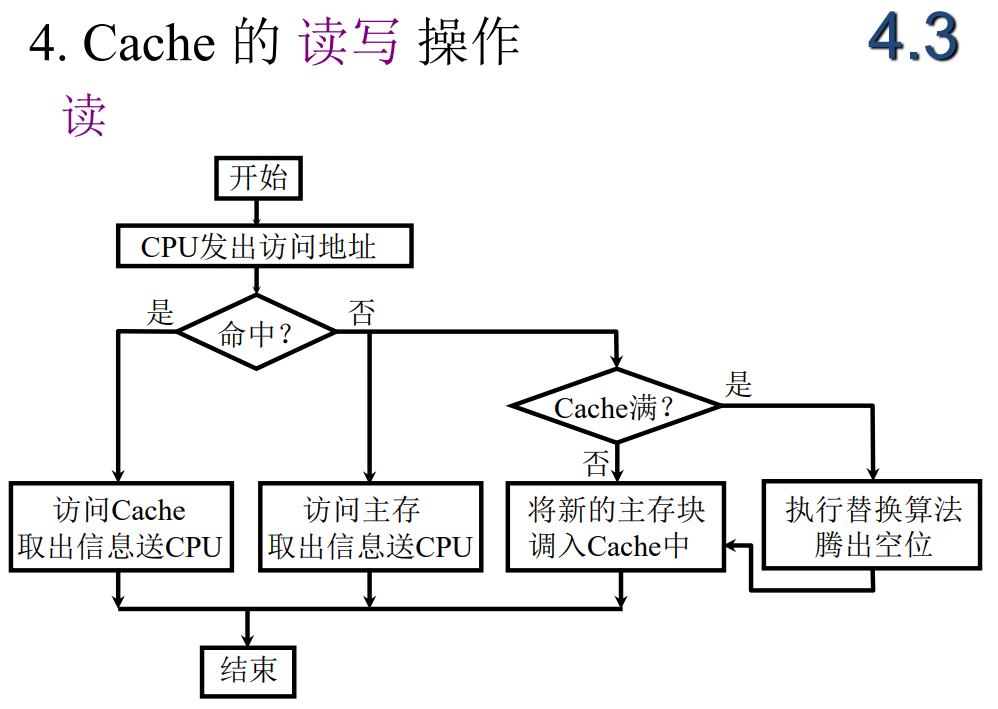 4. Cache 的 读写 操作
4.3
读
开始
CPU发出访问地址
是
命中？
否
Cache满？
是
否
访问Cache
取出信息送CPU
访问主存
取出信息送CPU
将新的主存块
调入Cache中
执行替换算法
腾出空位
结束